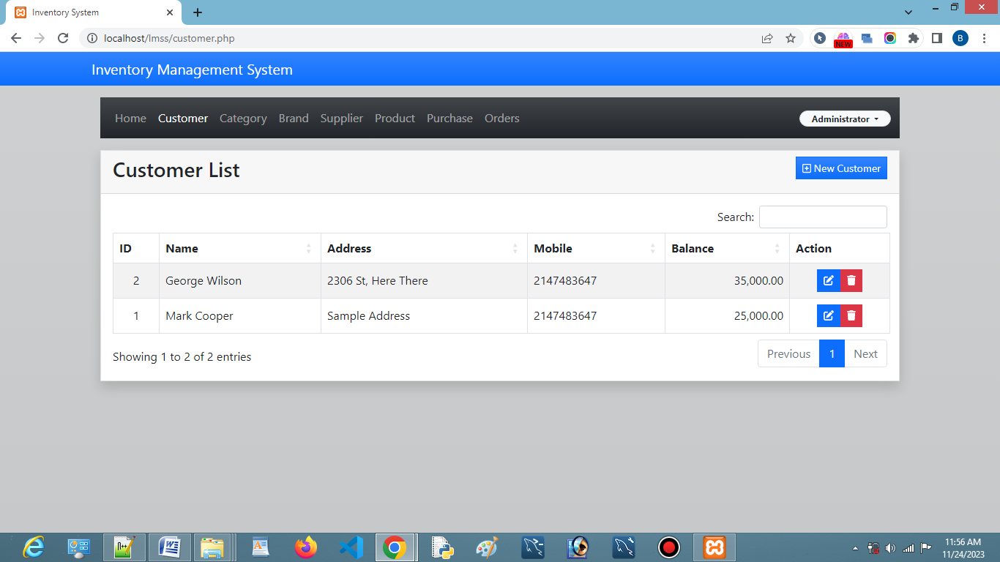 Inventory System
localhost/lmss/customer.php
NEW
B
Inventory Management System
Home Customer Category Brand Supplier Product Purchase Orders Administrator
Customer List New Customer
Search:
ID Name Address Mobile Balance Action
2 George Wilson 2306 St, Here There 2147483647 35,000.00
1 Mark Cooper Sample Address 2147483647 25,000.00
Showing 1 to 2 of 2 entries Previous 1 Next
11:56 AM
11/24/2023